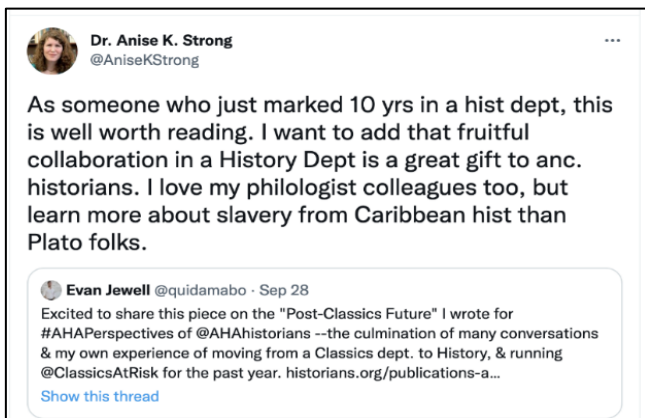 Dr. Anise K. Strong
@AniseKStrong
As someone who just marked 10 yrs in a hist dept, this
is well worth reading. I want to add that fruitful
collaboration in a History Dept is a great gift to anc.
historians. I love my philologist colleagues too, but
learn more about slavery from Caribbean hist than
Plato folks.
Evan Jewell @quidamabo · Sep 28
Excited to share this piece on the "Post-Classics Future" I wrote for
#AHAPerspectives of @AHAhistorians --the culmination of many conversations
& my own experience of moving from a Classics dept. to History, & running
@ClassicsAtRisk for the past year. historians.org/publications-a...
Show this thread